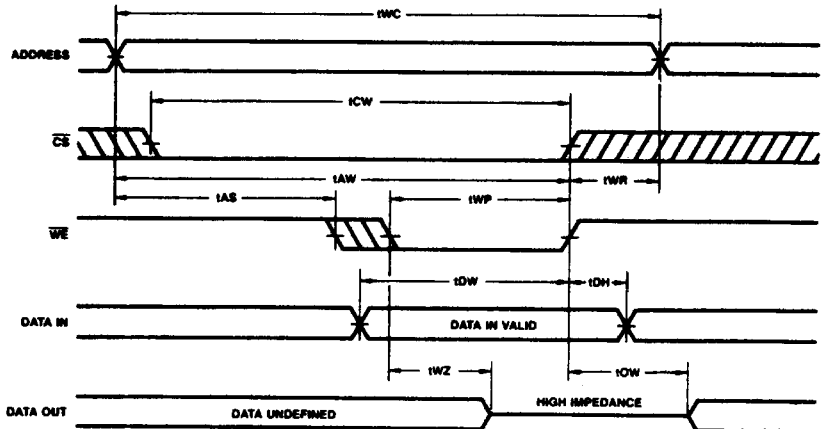 tWC
ADDRESS
tCW
CS
tAW
tWR
tAS
tWP
WE
tDW
tDH
DATA IN
DATA IN VALID
tWZ
tOW
HIGH IMPEDANCE
DATA OUT
DATA UNDEFINED